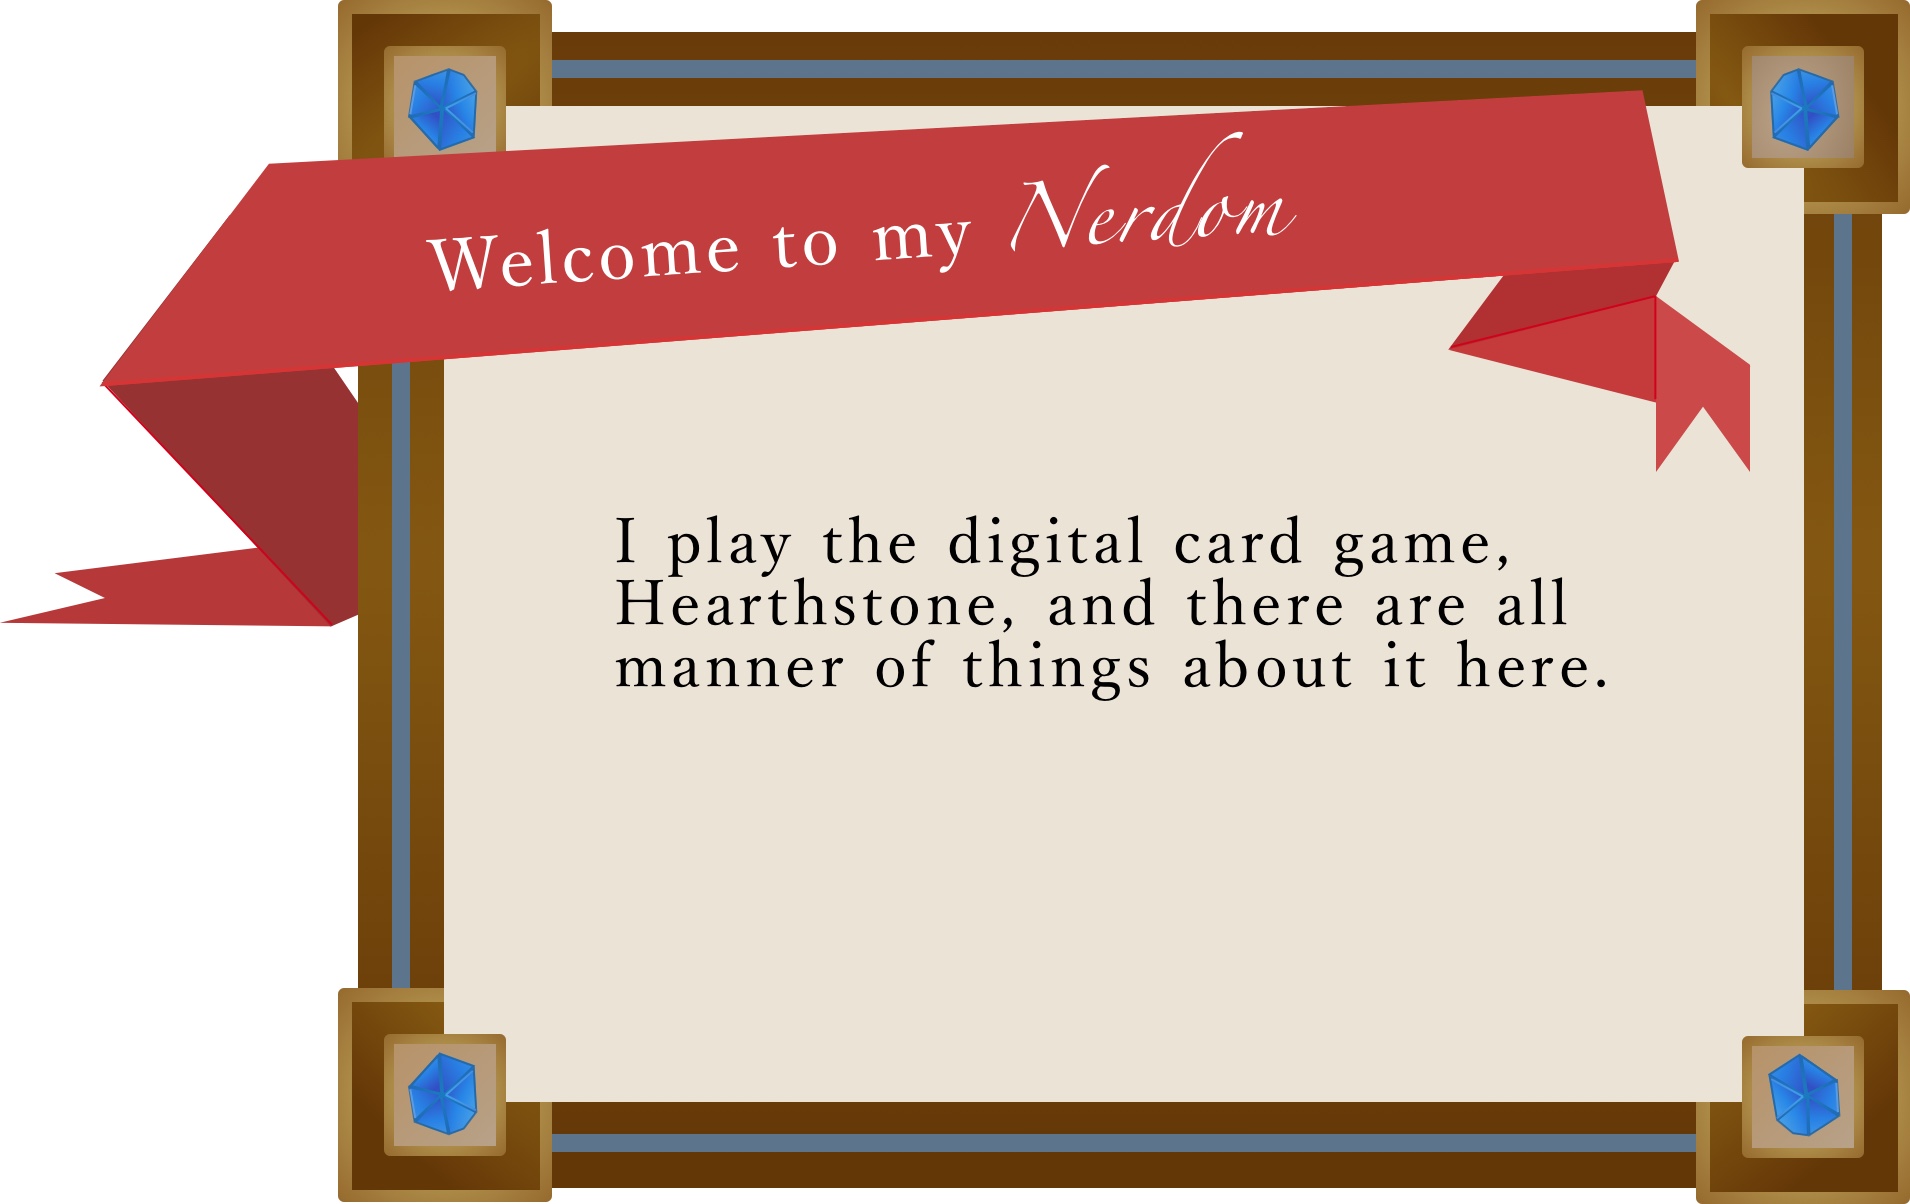 Welcome to my Nerdom
I play the digital card game,
Hearthstone, and there are all
manner of things about it here.